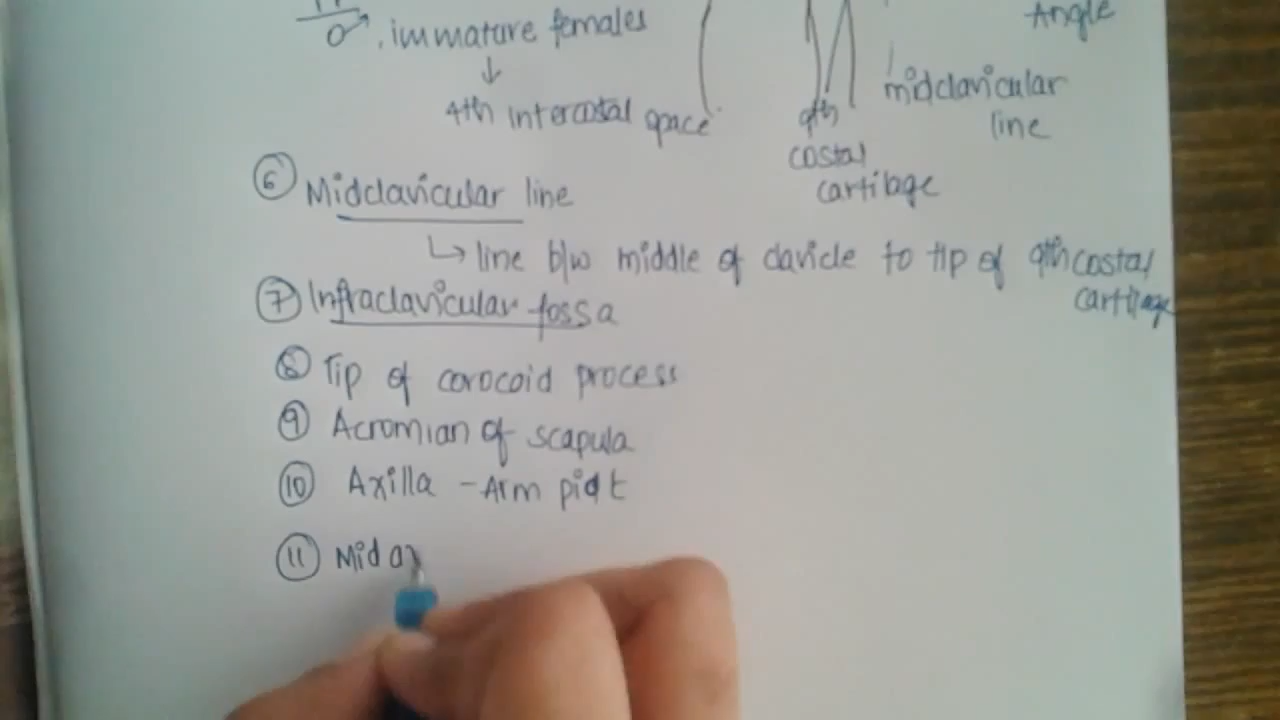 ♂, immature females
↓
4th intercostal space
Angle
midclavicular
line
9th
costal
cartilage
⑥ Midclavicular line
↳ line b/w middle of clavicle to tip of 9th costal
cartilage
⑦ Infraclavicular fossa
⑧ Tip of corocoid process
⑨ Acromian of scapula
⑩ Axilla - Arm pidt
⑪ Mid ax